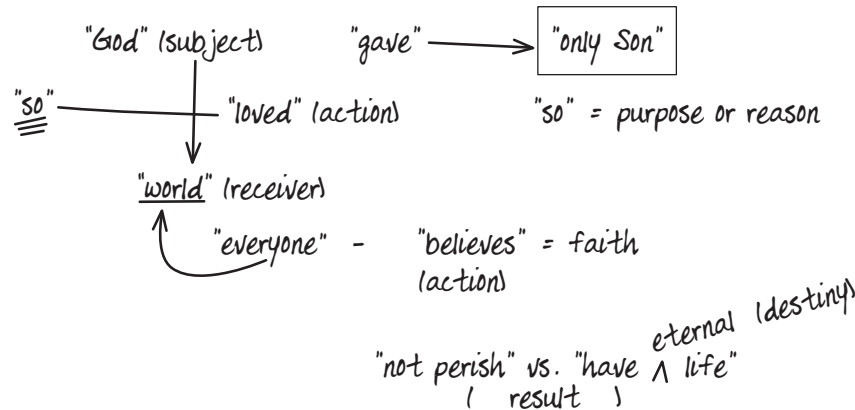 "God" (subject) "gave" "only Son"
"so" "loved" (action) "so" = purpose or reason
"world" (receiver)
"everyone" - "believes" = faith
(action)
eternal (destiny)
"not perish" vs. "have ∧ life"
( result )